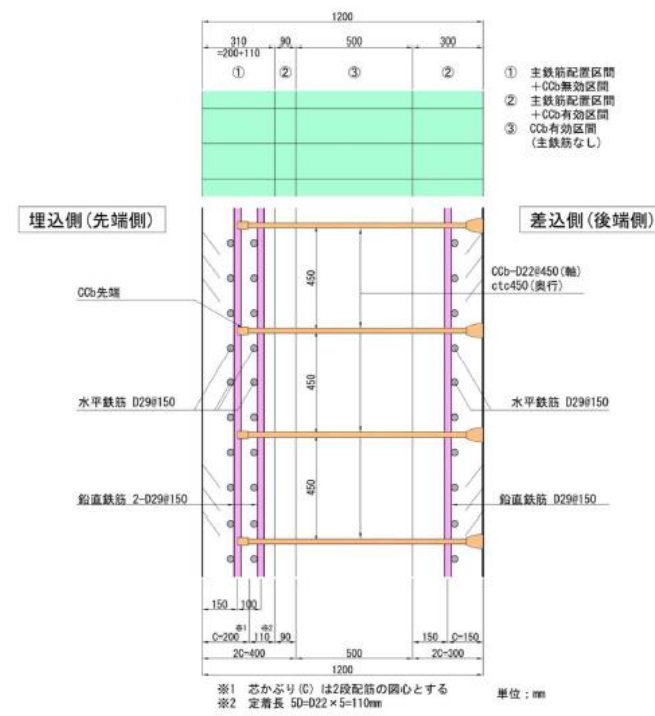 1200
310
=200+110
90
500
300
①
②
③
②
① 主鉄筋配置区間
+CCb無効区間
② 主鉄筋配置区間
+CCb有効区間
③ CCb有効区間
(主鉄筋なし)
埋込側(先端側)
差込側(後端側)
CCb-D22@450(軸)
ctc450(奥行)
CCb先端
450
450
450
水平鉄筋 D29@150
水平鉄筋 D29@150
鉛直鉄筋 2-D29@150
鉛直鉄筋 D29@150
150
100
※1
※2
C=200
110
90
150
C=150
2C=400
500
2C=300
1200
※1 芯かぶり(C) は2段配筋の図心とする
※2 定着長 5D=D22×5=110mm
単位:mm